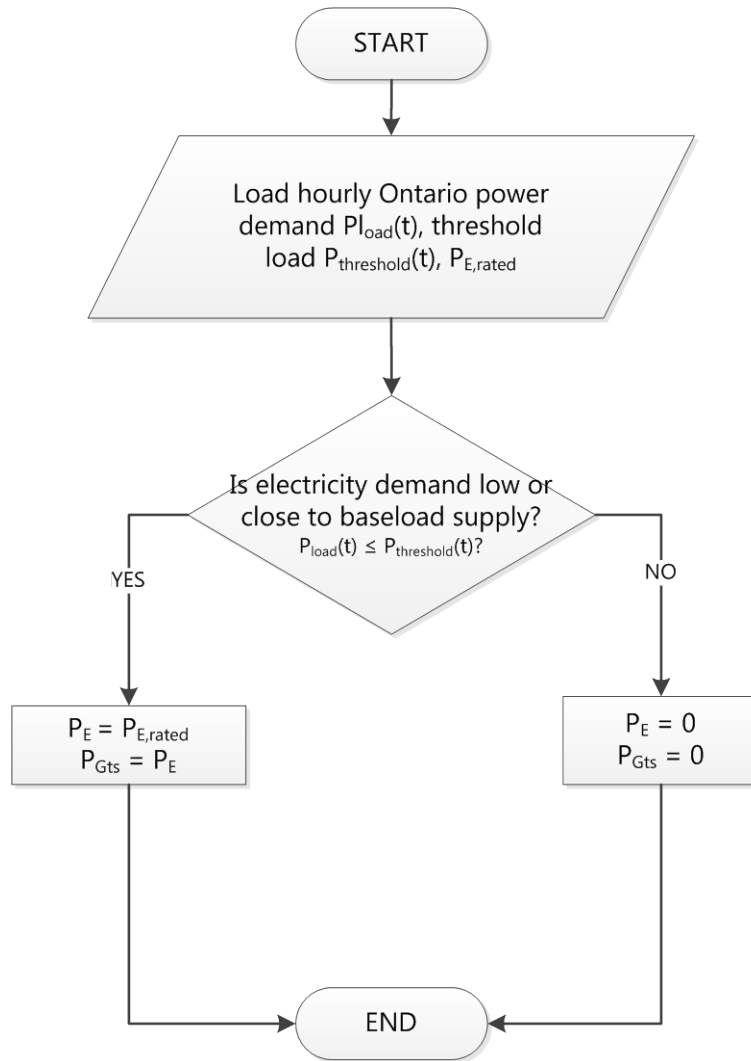 START
Load hourly Ontario power
demand Pload(t), threshold
load Pthreshold(t), PE,rated
Is electricity demand low or
close to baseload supply?
Pload(t) ≤ Pthreshold(t)?
YES
NO
PE = PE,rated
PGts = PE
PE = 0
PGts = 0
END